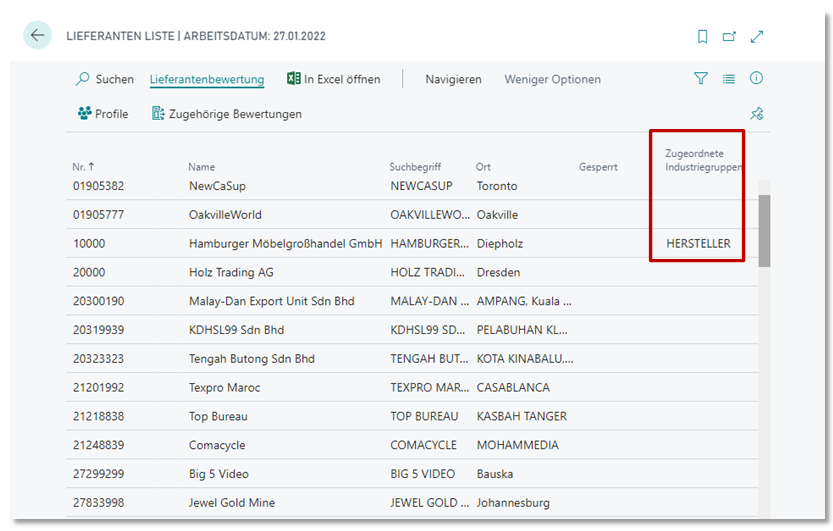 LIEFERANTEN LISTE | ARBEITSDATUM: 27.01.2022
Suchen Lieferantenbewertung In Excel öffnen Navigieren Weniger Optionen
Profile Zugehörige Bewertungen
Zugeordnete
Nr. ↑ Name Suchbegriff Ort Gesperrt Industriegruppen
01905382 NewCaSup NEWCASUP Toronto
01905777 OakvilleWorld OAKVILLEWO... Oakville
10000 Hamburger Möbelgroßhandel GmbH HAMBURGER... Diepholz HERSTELLER
20000 Holz Trading AG HOLZ TRADI... Dresden
20300190 Malay-Dan Export Unit Sdn Bhd MALAY-DAN ... AMPANG, Kuala ...
20319939 KDHSL99 Sdn Bhd KDHSL99 SD... PELABUHAN KL...
20323323 Tengah Butong Sdn Bhd TENGAH BUT... KOTA KINABALU,...
21201992 Texpro Maroc TEXPRO MAR... CASABLANCA
21218838 Top Bureau TOP BUREAU KASBAH TANGER
21248839 Comacycle COMACYCLE MOHAMMEDIA
27299299 Big 5 Video BIG 5 VIDEO Bauska
27833998 Jewel Gold Mine JEWEL GOLD ... Johannesburg